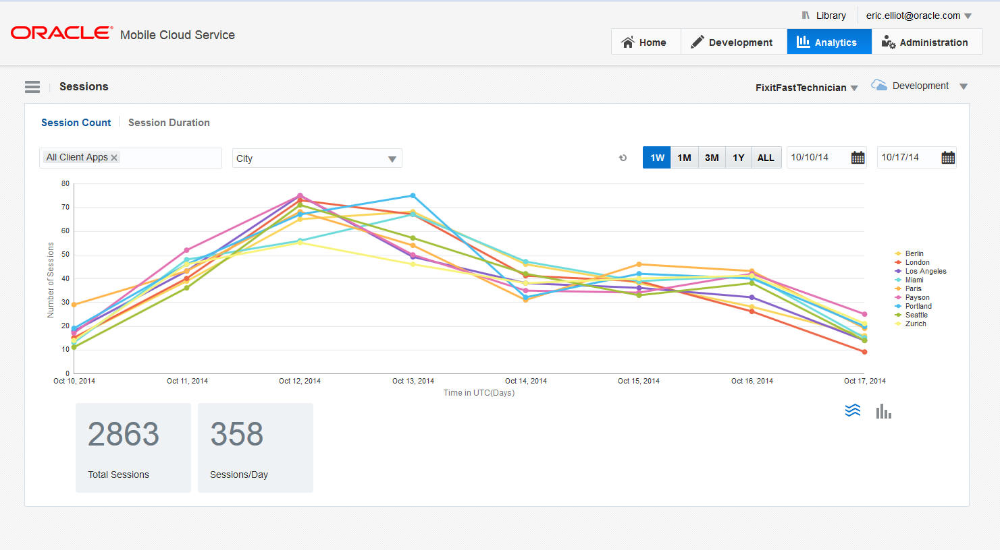 Library eric.elliot@oracle.com
ORACLE® Mobile Cloud Service
Home Development Analytics Administration
Sessions
FixitFastTechnician Development
Session Count Session Duration
All Client Apps City
1W 1M 3M 1Y ALL 10/10/14 10/17/14
80
70
60
50
40
30
20
10
0
Number of Sessions
Oct 10, 2014 Oct 11, 2014 Oct 12, 2014 Oct 13, 2014 Oct 14, 2014 Oct 15, 2014 Oct 16, 2014 Oct 17, 2014
Time in UTC(Days)
Berlin
London
Los Angeles
Miami
Paris
Payson
Portland
Seattle
Zurich
2863
Total Sessions
358
Sessions/Day